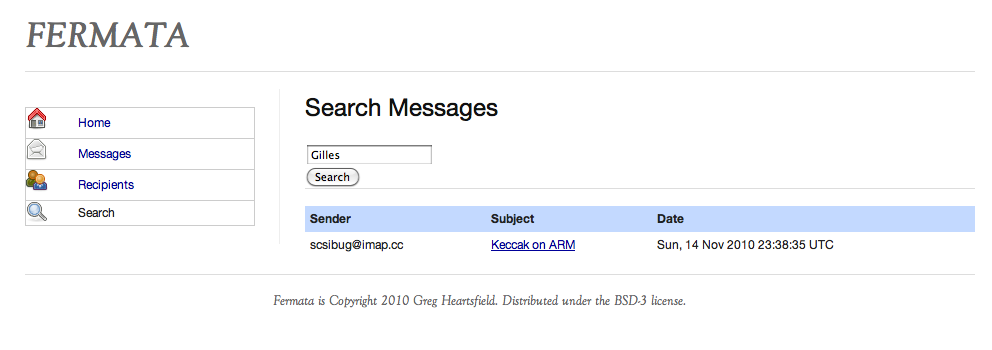 FERMATA
Home
Messages
Recipients
Search
Search Messages
Gilles
Search
Sender Subject Date
scsibug@imap.cc Keccak on ARM Sun, 14 Nov 2010 23:38:35 UTC
Fermata is Copyright 2010 Greg Heartsfield. Distributed under the BSD-3 license.